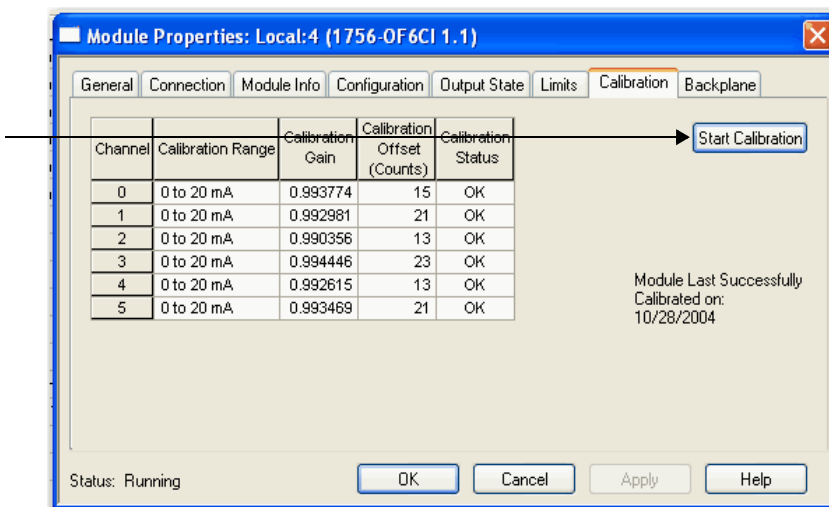 Module Properties: Local:4 (1756-OF6CI 1.1)
General Connection Module Info Configuration Output State Limits Calibration Backplane
Channel Calibration Range Calibration Gain Calibration Offset (Counts) Calibration Status
0 0 to 20 mA 0.993774 15 OK
1 0 to 20 mA 0.992981 21 OK
2 0 to 20 mA 0.990356 13 OK
3 0 to 20 mA 0.994446 23 OK
4 0 to 20 mA 0.992615 13 OK
5 0 to 20 mA 0.993469 21 OK
Start Calibration
Module Last Successfully
Calibrated on:
10/28/2004
Status: Running
OK Cancel Apply Help